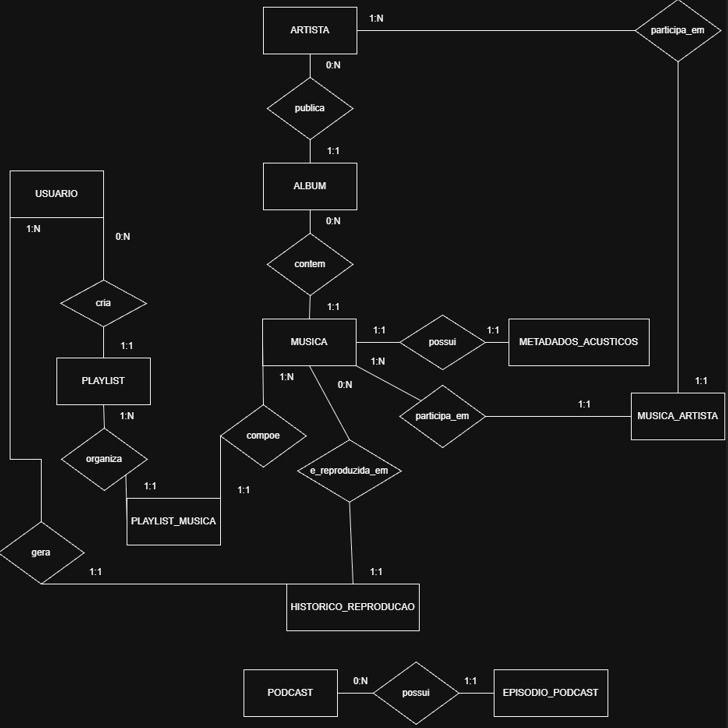 1:N
ARTISTA
participa_em
0:N
publica
1:1
ALBUM
USUARIO
0:N
1:N
0:N
contem
cria
1:1
1:1
1:1
MUSICA
possui
METADADOS_ACUSTICOS
1:1
1:N
PLAYLIST
1:N
0:N
1:1
1:1
1:N
participa_em
MUSICA_ARTISTA
compoe
organiza
e_reproduzida_em
1:1
1:1
PLAYLIST_MUSICA
gera
1:1
1:1
HISTORICO_REPRODUCAO
0:N
1:1
PODCAST
possui
EPISODIO_PODCAST